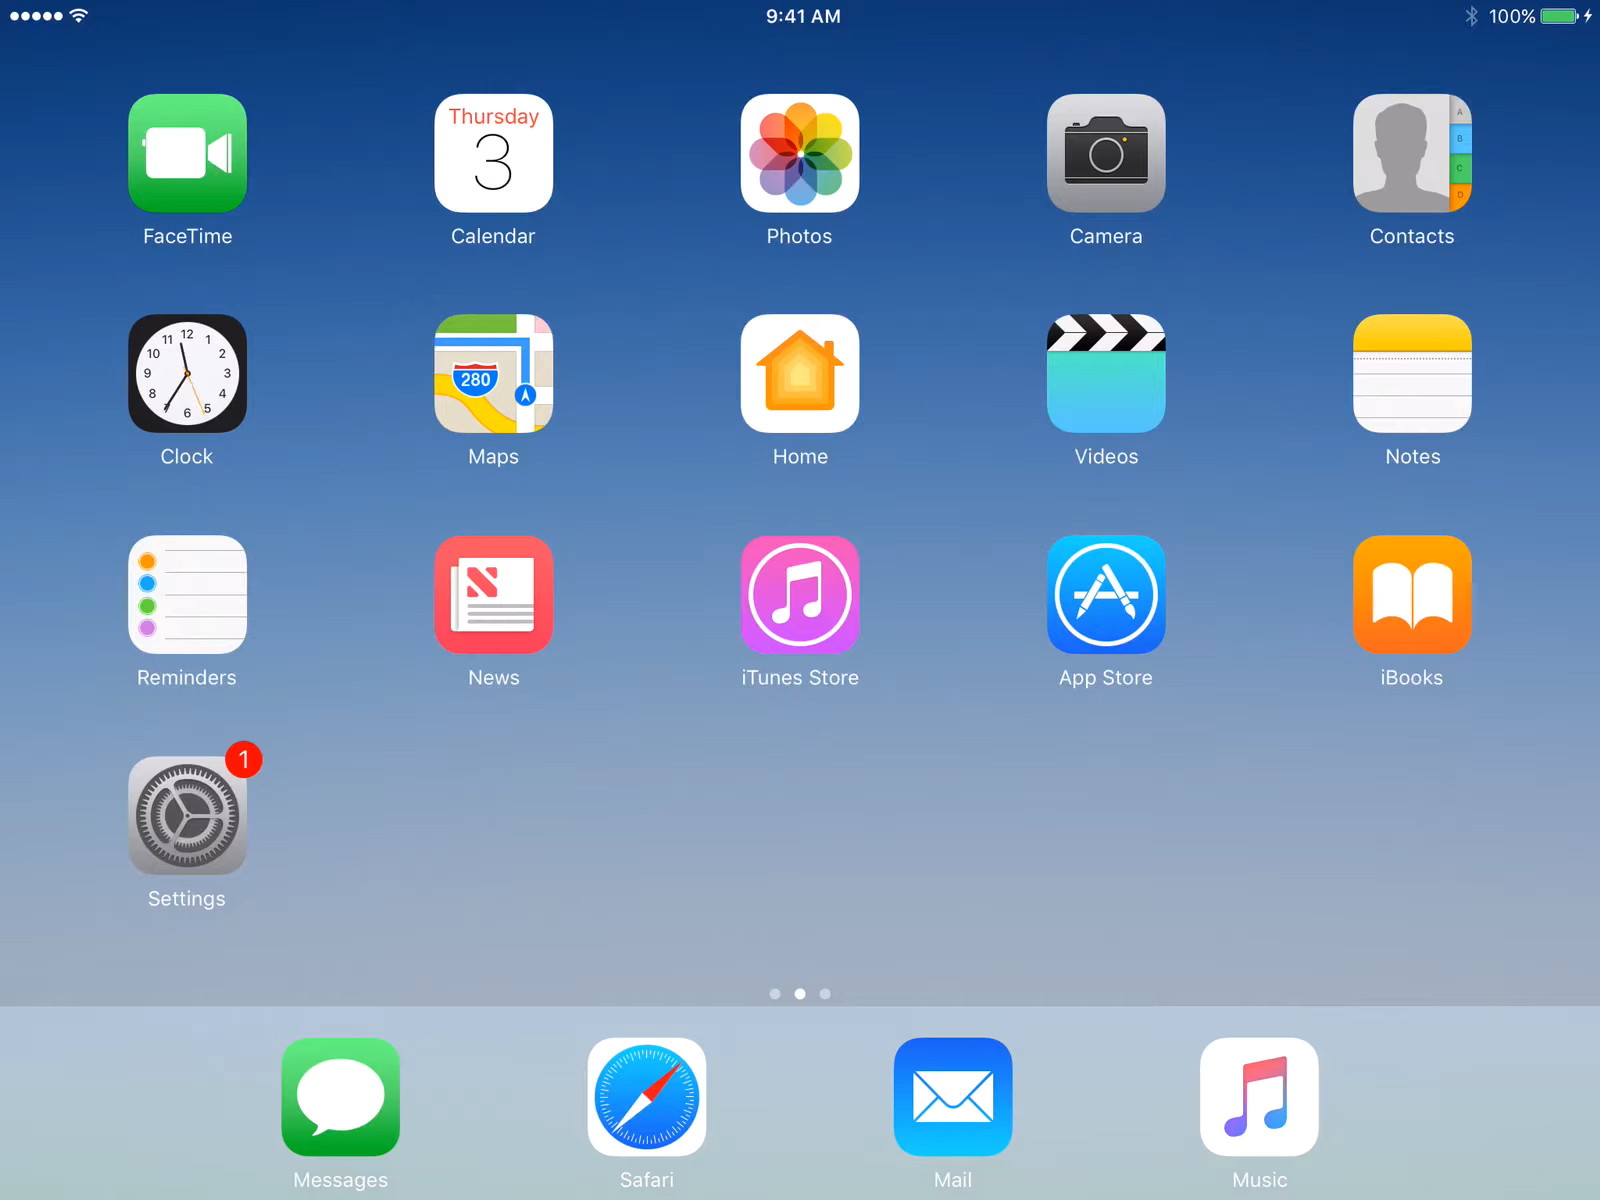 9:41 AM
100%
Thursday
3
A
B
C
D
FaceTime
Calendar
Photos
Camera
Contacts
12
11
1
10
2
9
3
8
4
7
6
5
280
Clock
Maps
Home
Videos
Notes
Reminders
News
iTunes Store
App Store
iBooks
1
Settings
Messages
Safari
Mail
Music